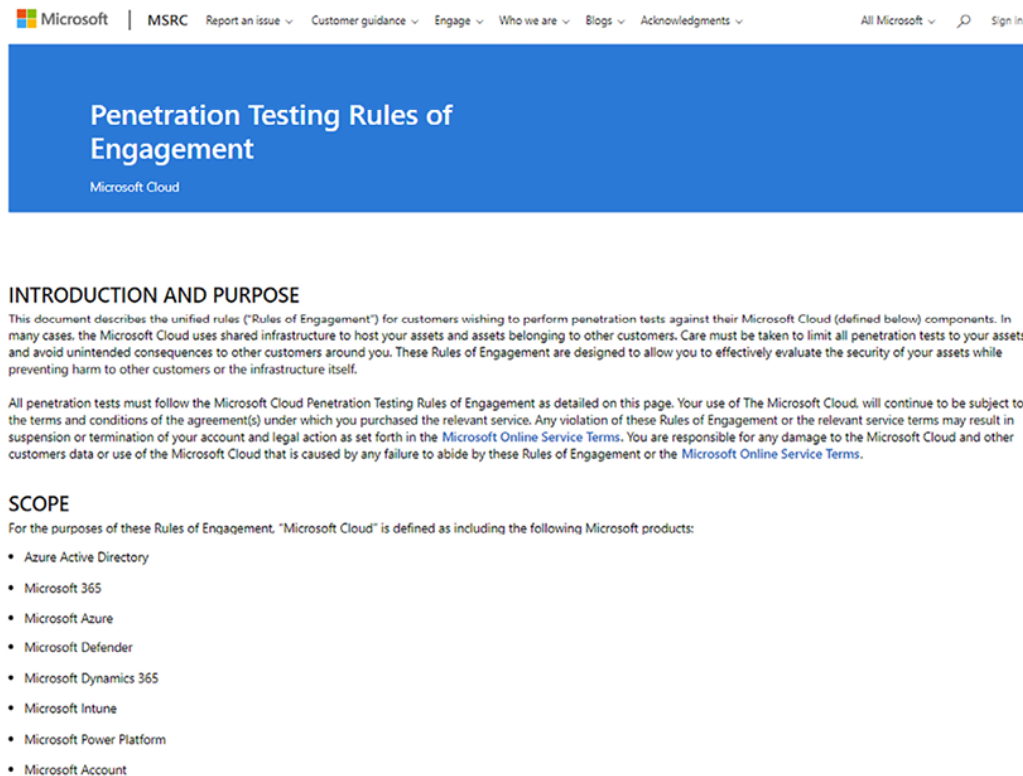 Microsoft | MSRC Report an issue Customer guidance Engage Who we are Blogs Acknowledgments All Microsoft Sign in
Penetration Testing Rules of
Engagement
Microsoft Cloud
INTRODUCTION AND PURPOSE
This document describes the unified rules ("Rules of Engagement") for customers wishing to perform penetration tests against their Microsoft Cloud (defined below) components. In
many cases, the Microsoft Cloud uses shared infrastructure to host your assets and assets belonging to other customers. Care must be taken to limit all penetration tests to your assets
and avoid unintended consequences to other customers around you. These Rules of Engagement are designed to allow you to effectively evaluate the security of your assets while
preventing harm to other customers or the infrastructure itself.
All penetration tests must follow the Microsoft Cloud Penetration Testing Rules of Engagement as detailed on this page. Your use of The Microsoft Cloud, will continue to be subject to
the terms and conditions of the agreement(s) under which you purchased the relevant service. Any violation of these Rules of Engagement or the relevant service terms may result in
suspension or termination of your account and legal action as set forth in the Microsoft Online Service Terms. You are responsible for any damage to the Microsoft Cloud and other
customers data or use of the Microsoft Cloud that is caused by any failure to abide by these Rules of Engagement or the Microsoft Online Service Terms.
SCOPE
For the purposes of these Rules of Engagement, "Microsoft Cloud" is defined as including the following Microsoft products:
• Azure Active Directory
• Microsoft 365
• Microsoft Azure
• Microsoft Defender
• Microsoft Dynamics 365
• Microsoft Intune
• Microsoft Power Platform
• Microsoft Account